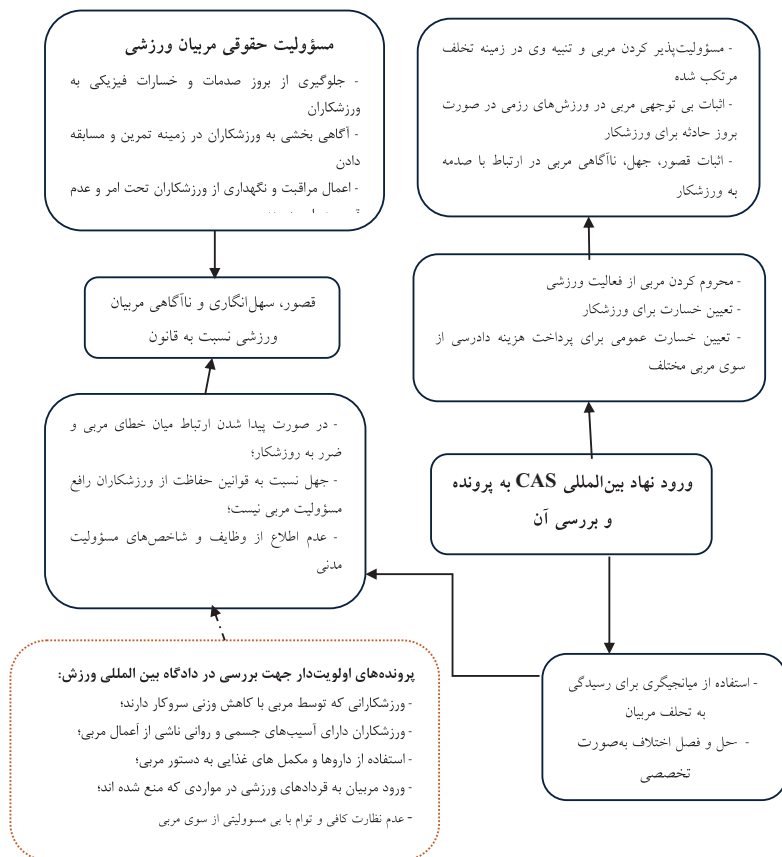 مسؤولیت حقوقی مربیان ورزشی
- جلوگیری از بروز صدمات و خسارات فیزیکی به
ورزشکاران
- آگاهی بخشی به ورزشکاران در زمینه تمرین و مسابقه
دادن
- اعمال مراقبت و نگهداری از ورزشکاران تحت امر و عدم
- مسؤولیت‌پذیر کردن مربی و تنبیه وی در زمینه تخلف
مرتکب شده
- اثبات بی توجهی مربی در ورزش‌های رزمی در صورت
بروز حادثه برای ورزشکار
- اثبات قصور، جهل، ناآگاهی مربی در ارتباط با صدمه
به ورزشکار
قصور، سهل‌انگاری و ناآگاهی مربیان
ورزشی نسبت به قانون
- محروم کردن مربی از فعالیت ورزشی
- تعیین خسارت برای ورزشکار
- تعیین خسارت عمومی برای پرداخت هزینه دادرسی از
سوی مربی مختلف
- در صورت پیدا شدن ارتباط میان خطای مربی و
ضرر به روزشکار؛
- جهل نسبت به قوانین حفاظت از ورزشکاران رافع
مسؤولیت مربی نیست؛
- عدم اطلاع از وظایف و شاخص‌های مسؤولیت
مدنی
ورود نهاد بین‌المللی CAS به پرونده
و بررسی آن
پرونده‌های اولویت‌دار جهت بررسی در دادگاه بین المللی ورزش:
- ورزشکارانی که توسط مربی با کاهش وزنی سروکار دارند؛
- ورزشکاران دارای آسیب‌های جسمی و روانی ناشی از اَعمال مربی؛
- استفاده از داروها و مکمل های غذایی به دستور مربی؛
- ورود مربیان به قردادهای ورزشی در مواردی که منع شده اند؛
- عدم نظارت کافی و توام با بی مسوولیتی از سوی مربی
- استفاده از میانجیگری برای رسیدگی
به تحلف مربیان
- -حل و فصل اختلاف به‌صورت
تخصصی